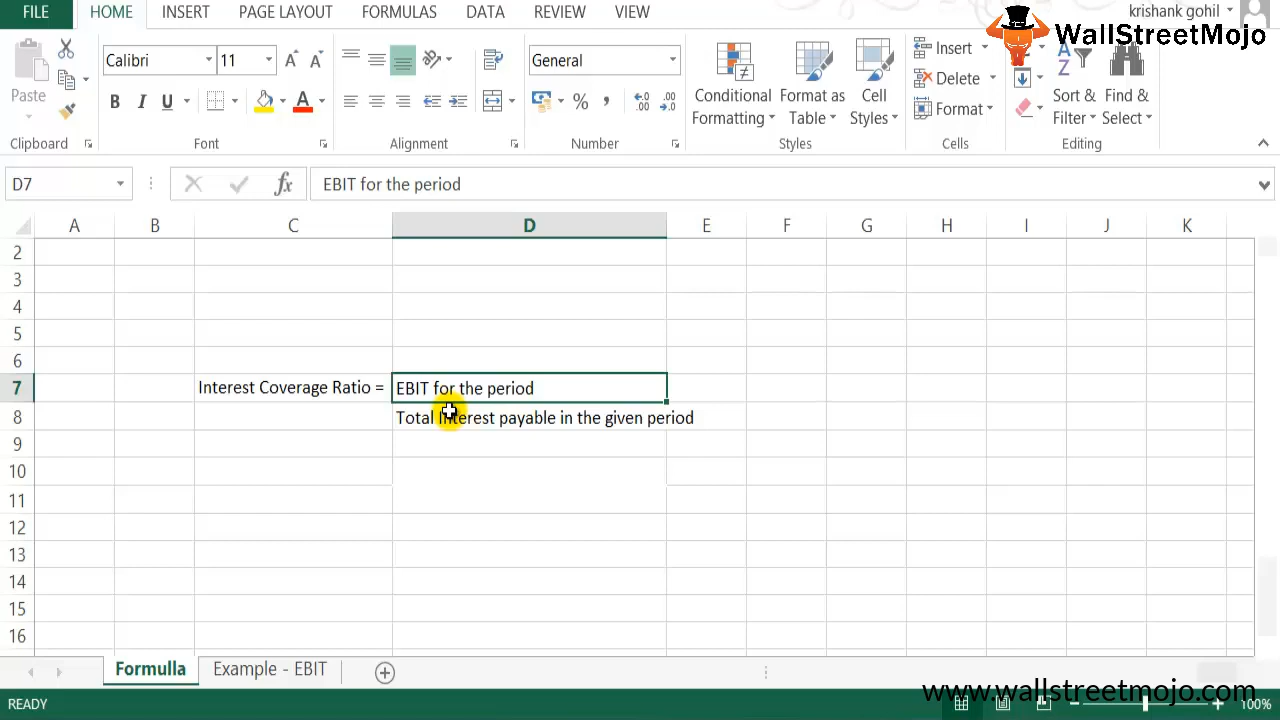 FILE HOME INSERT PAGE LAYOUT FORMULAS DATA REVIEW VIEW krishank gohil
WallStreetMojo
Calibri 11 A A General Insert
Paste Conditional Format as Cell Delete Sort & Find &
B I U A % , Formatting Table Styles Format Filter Select
Clipboard Font Alignment Number Styles Cells Editing
D7 fx EBIT for the period
A B C D E F G H I J K
2
3
4
5
6
7 Interest Coverage Ratio = EBIT for the period
8 Total Interest payable in the given period
9
10
11
12
13
14
15
16
Formulla Example - EBIT
www.wallstreetmojo.com
READY 100%